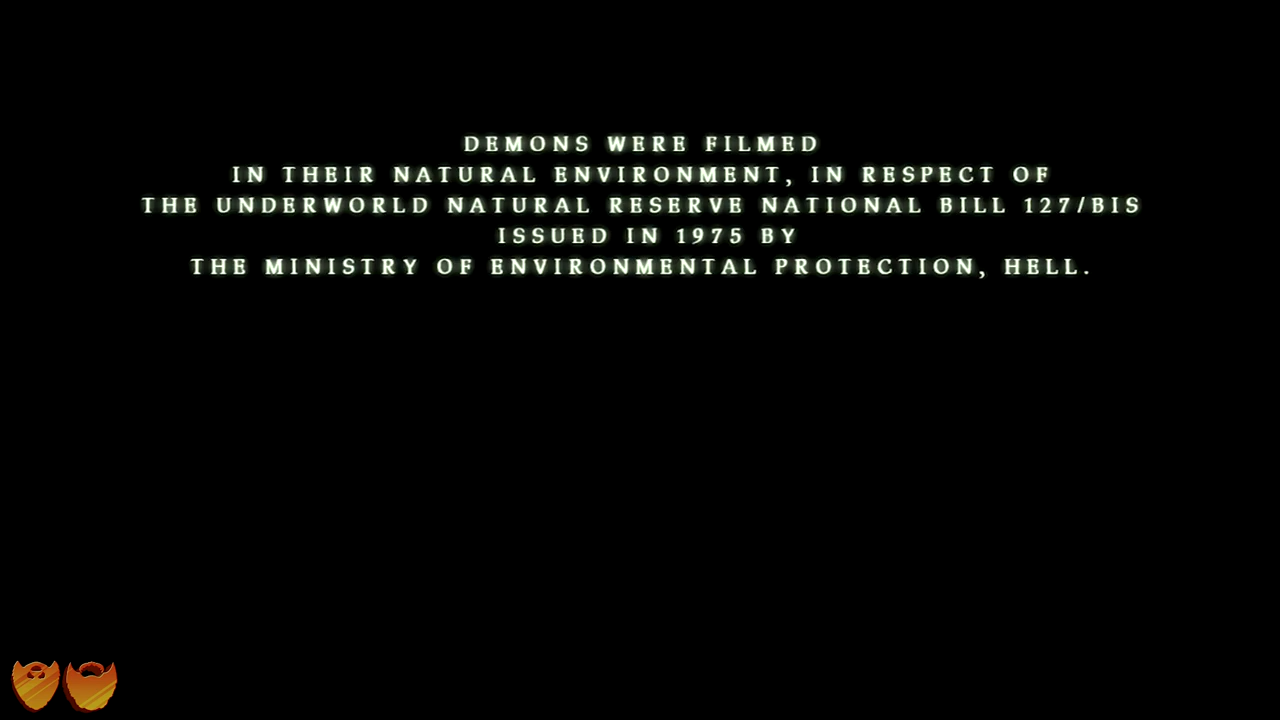 DEMONS WERE FILMED
IN THEIR NATURAL ENVIRONMENT, IN RESPECT OF
THE UNDERWORLD NATURAL RESERVE NATIONAL BILL 127/BIS
ISSUED IN 1975 BY
THE MINISTRY OF ENVIRONMENTAL PROTECTION, HELL.